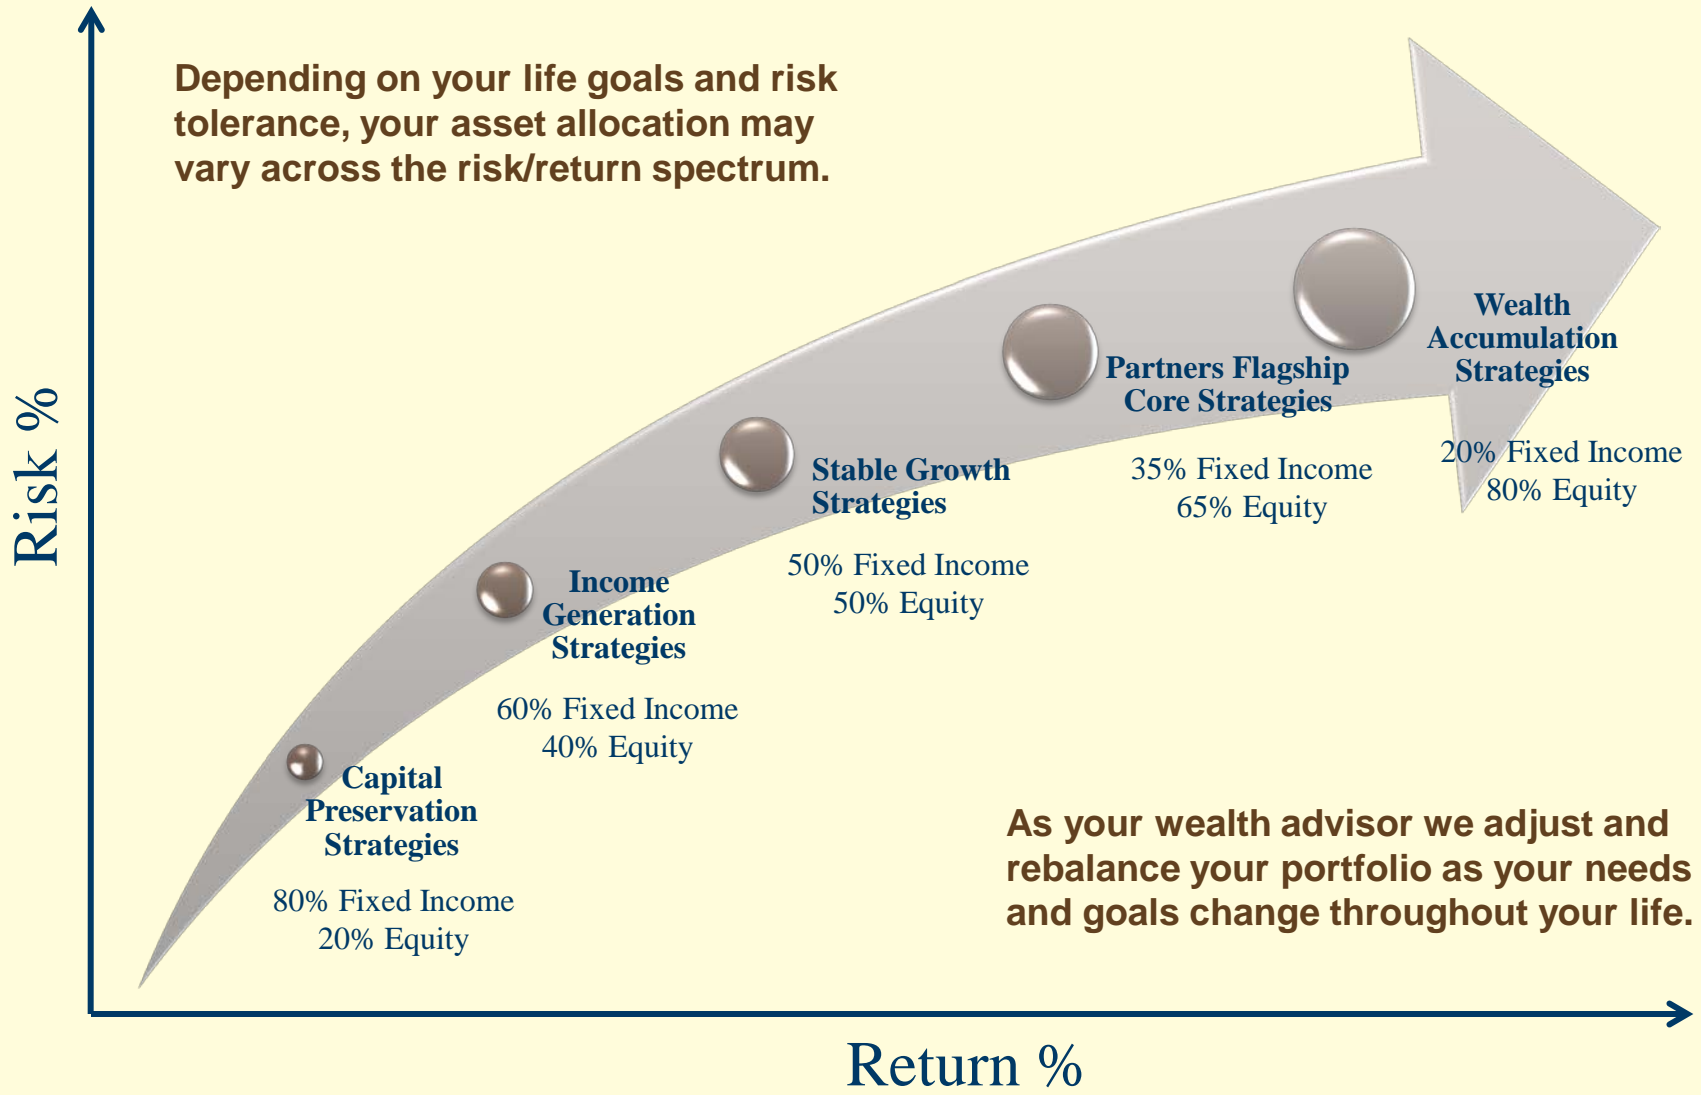 Depending on your life goals and risk
tolerance, your asset allocation may
vary across the risk/return spectrum.
Risk %
Wealth
Accumulation
Strategies
20% Fixed Income
80% Equity
Partners Flagship
Core Strategies
35% Fixed Income
65% Equity
Stable Growth
Strategies
50% Fixed Income
50% Equity
Income
Generation
Strategies
60% Fixed Income
40% Equity
Capital
Preservation
Strategies
80% Fixed Income
20% Equity
As your wealth advisor we adjust and
rebalance your portfolio as your needs
and goals change throughout your life.
Return %